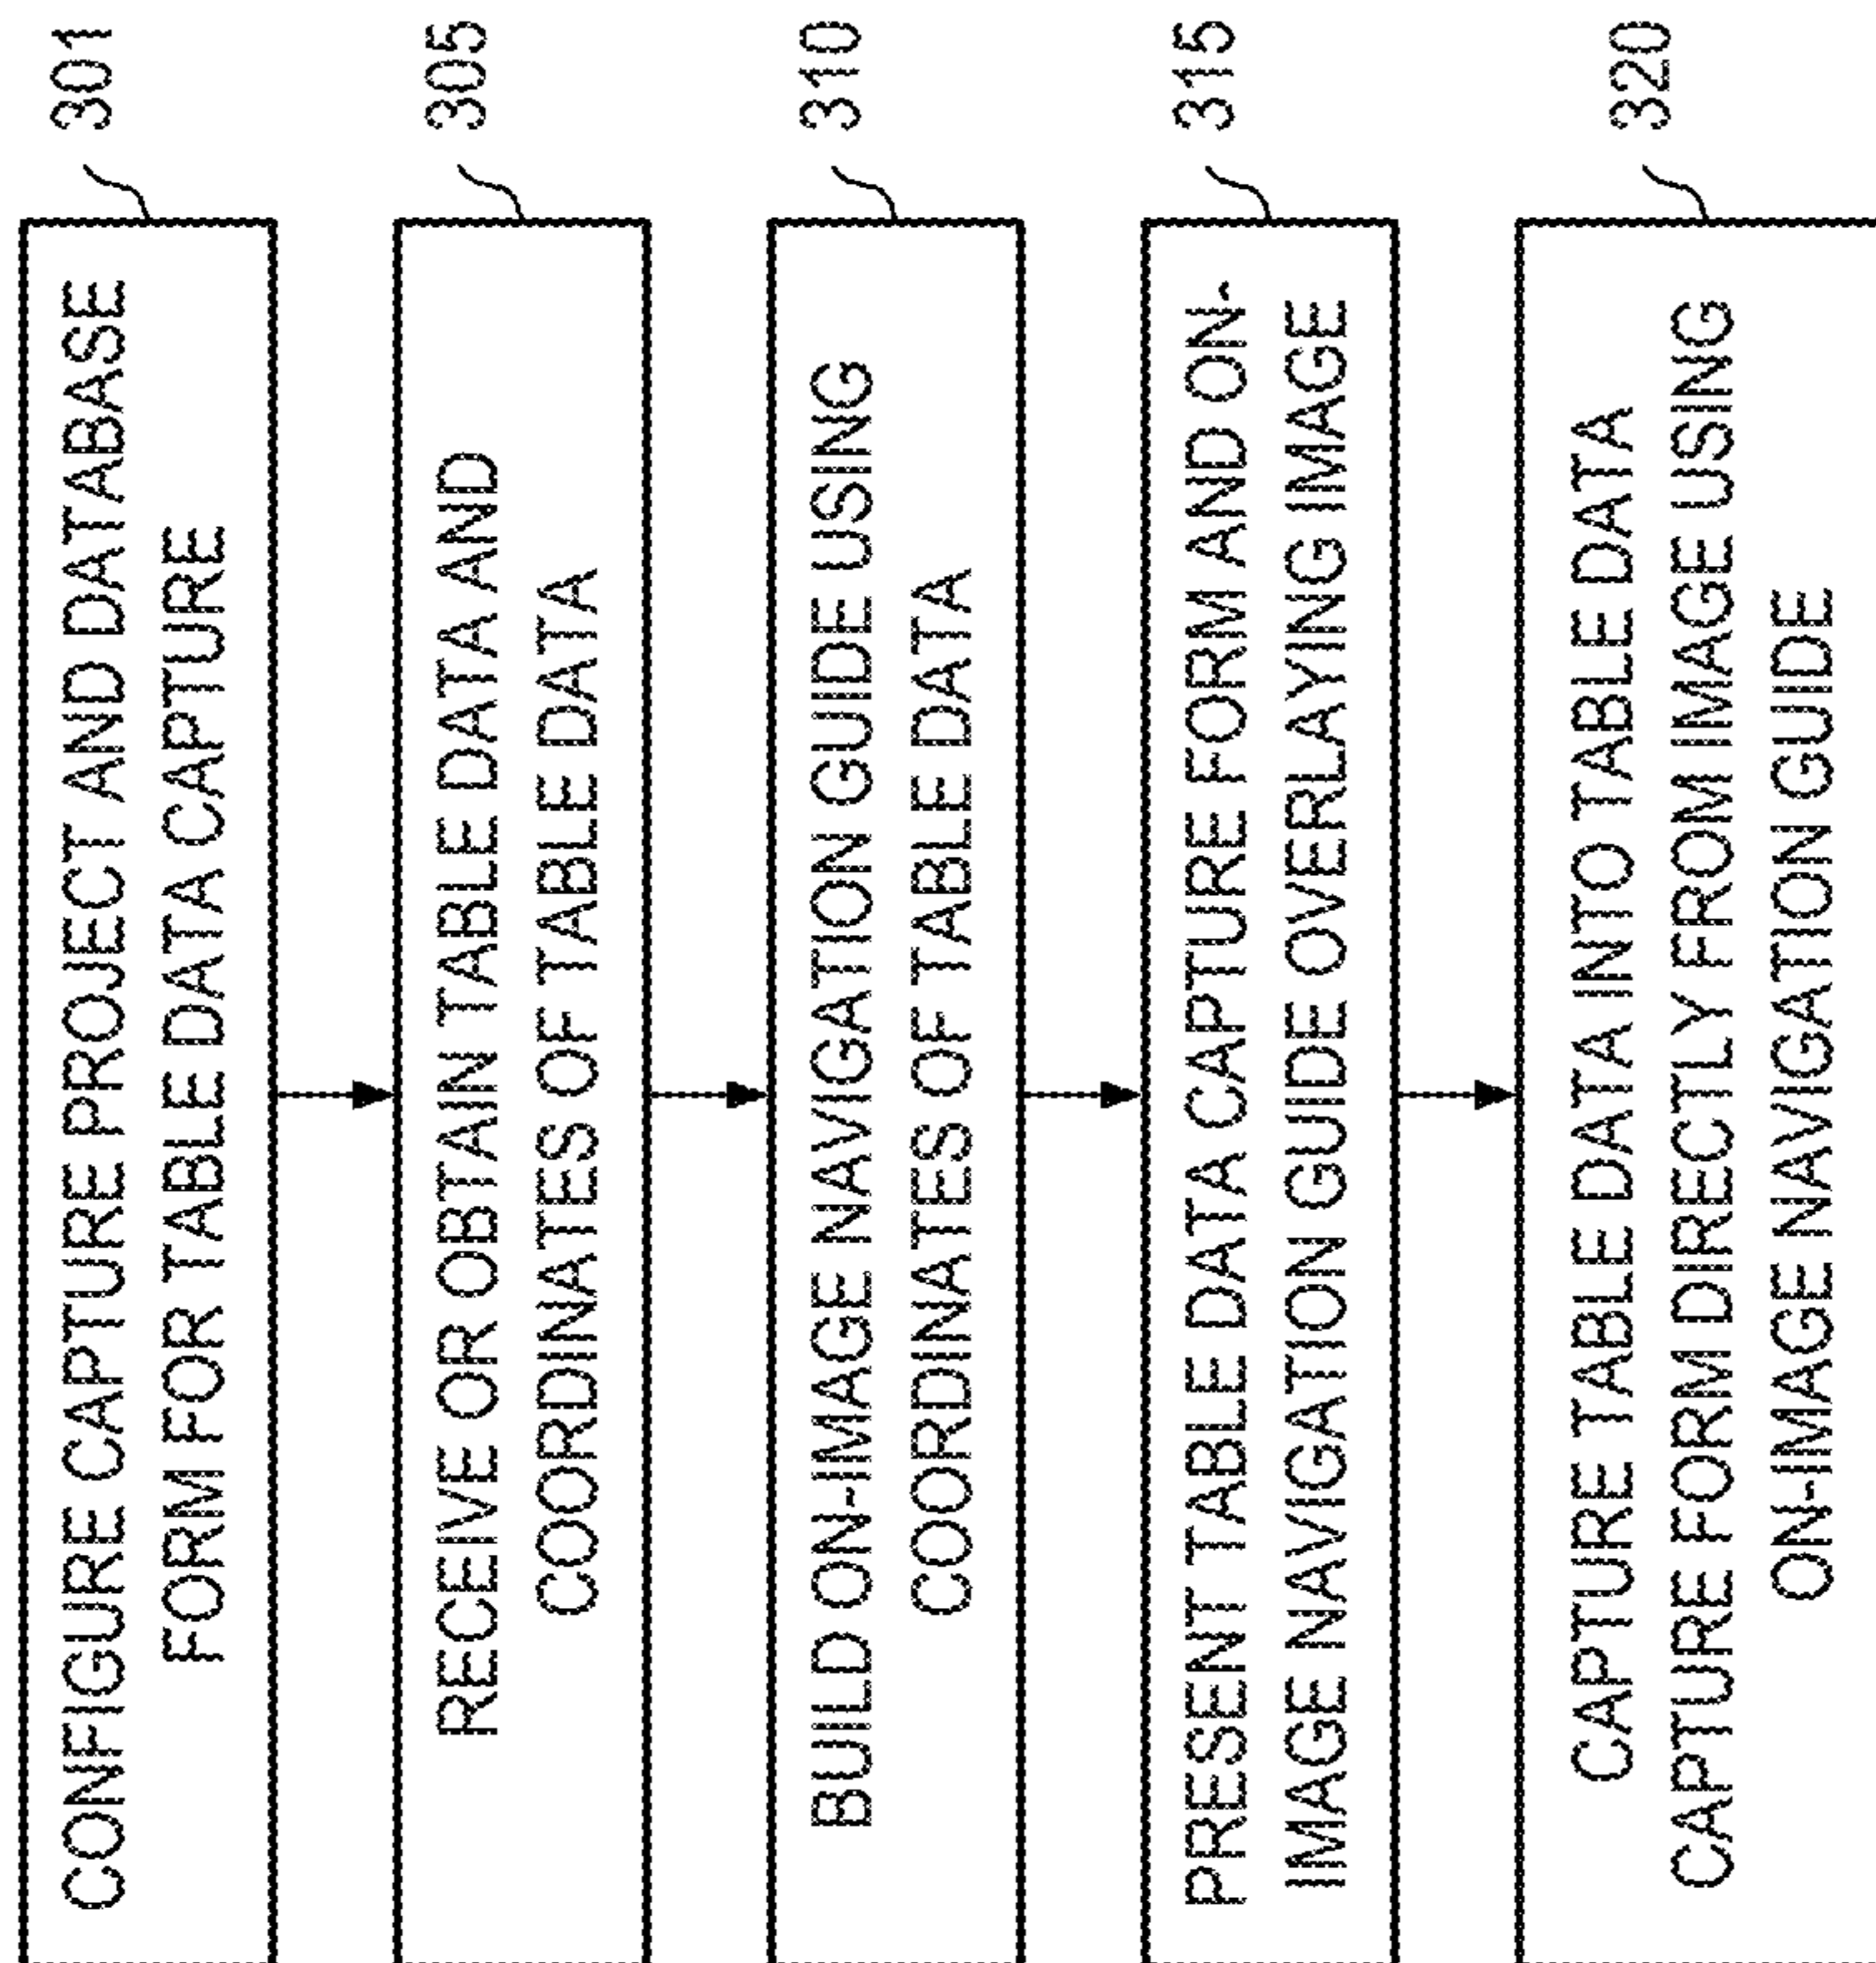 CONFIGURE CAPTURE PROJECT AND DATABASE
FORM FOR TABLE DATA CAPTURE
301
RECEIVE OR OBTAIN TABLE DATA AND
COORDINATES OF TABLE DATA
305
BUILD ON-IMAGE NAVIGATION GUIDE USING
COORDINATES OF TABLE DATA
310
PRESENT TABLE DATA CAPTURE FORM AND ON-
IMAGE NAVIGATION GUIDE OVERLAYING IMAGE
315
CAPTURE TABLE DATA INTO TABLE DATA
CAPTURE FORM DIRECTLY FROM IMAGE USING
ON-IMAGE NAVIGATION GUIDE
320